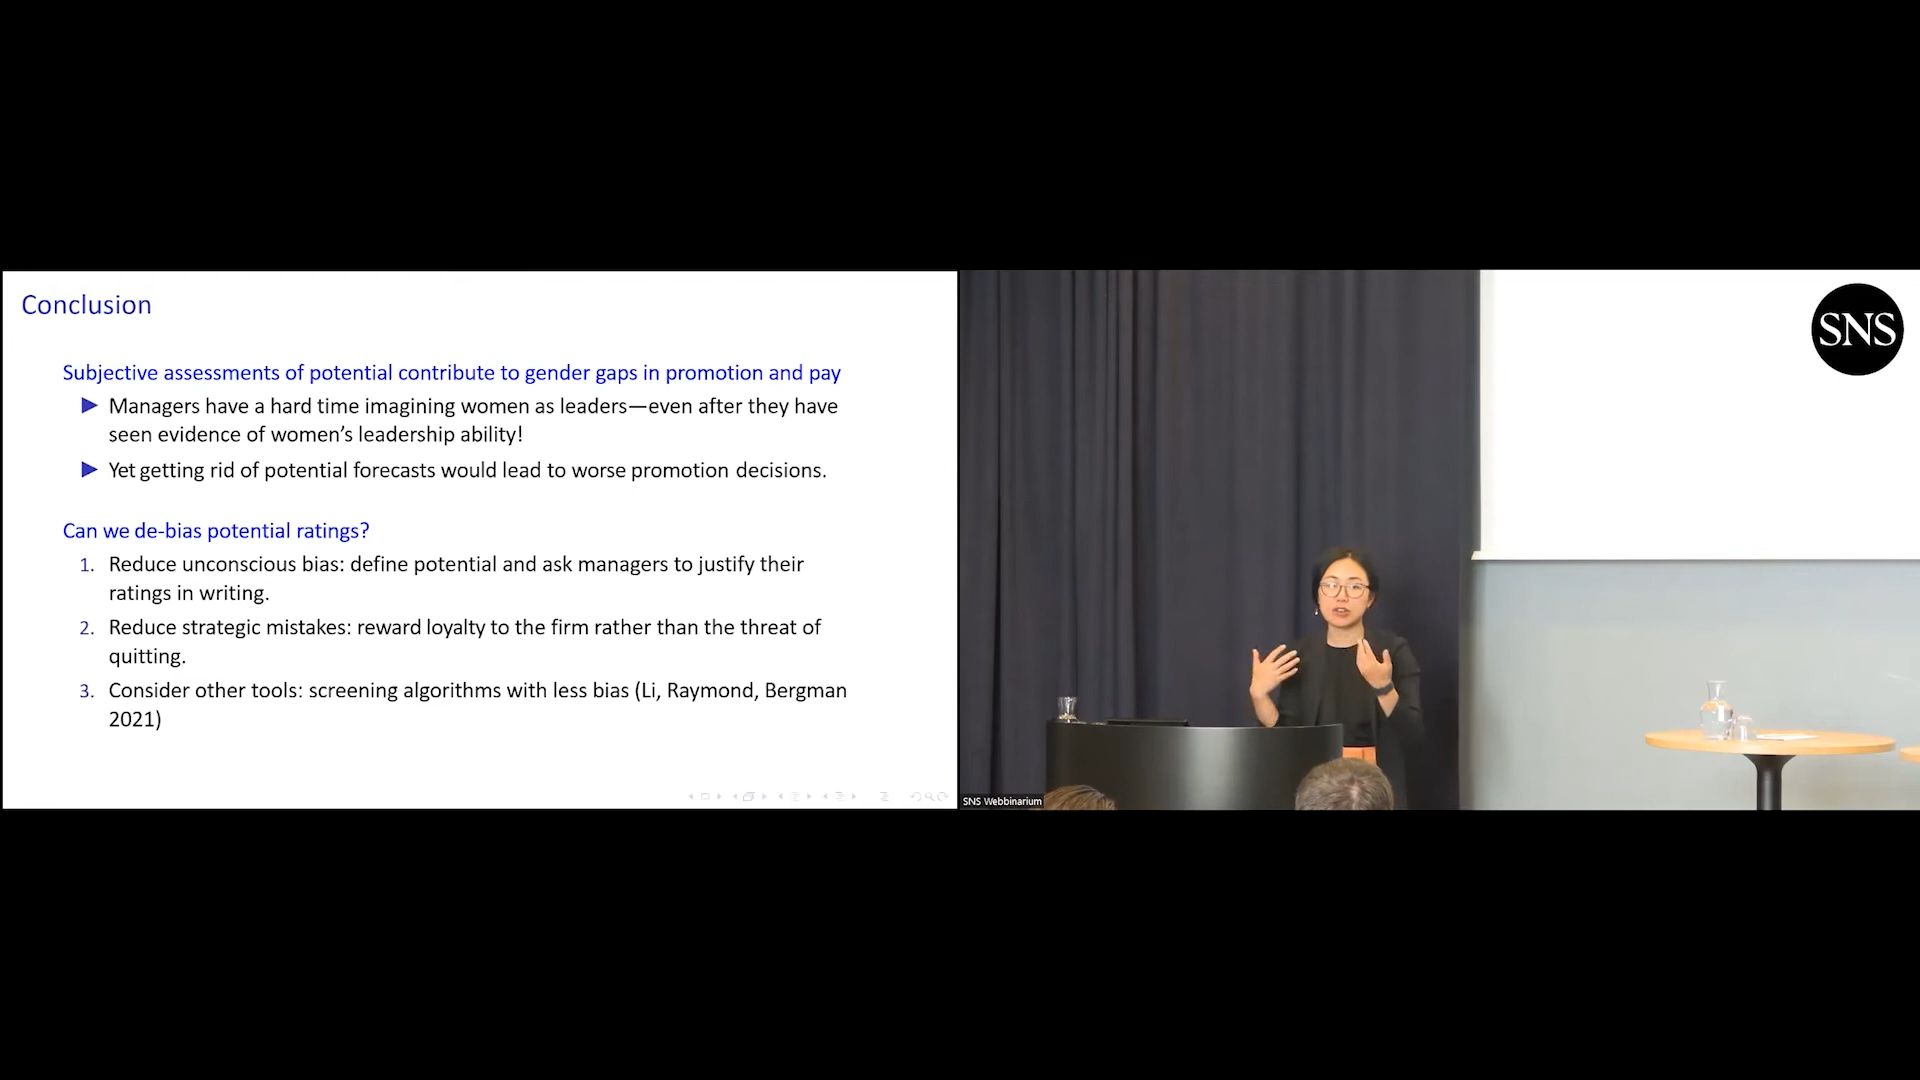 Conclusion
Subjective assessments of potential contribute to gender gaps in promotion and pay
Managers have a hard time imagining women as leaders—even after they have
seen evidence of women's leadership ability!
Yet getting rid of potential forecasts would lead to worse promotion decisions.
Can we de-bias potential ratings?
1. Reduce unconscious bias: define potential and ask managers to justify their
ratings in writing.
2. Reduce strategic mistakes: reward loyalty to the firm rather than the threat of
quitting.
3. Consider other tools: screening algorithms with less bias (Li, Raymond, Bergman
2021)
SNS
SNS Webbinarium